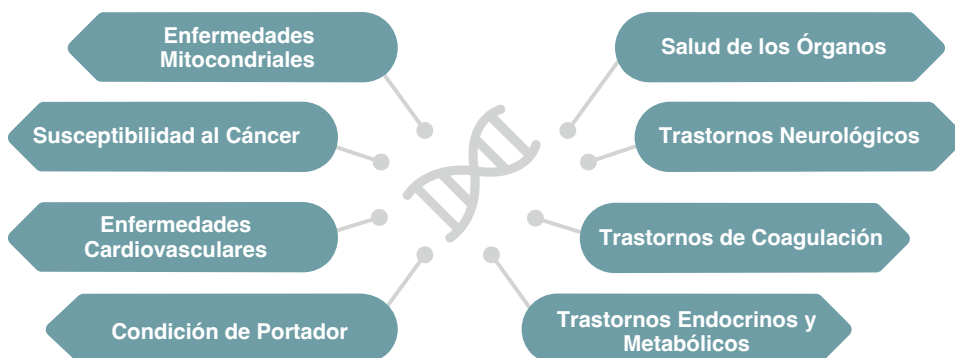 Enfermedades
Mitocondriales
Susceptibilidad al Cáncer
Enfermedades
Cardiovasculares
Condición de Portador
Salud de los Órganos
Trastornos Neurológicos
Trastornos de Coagulación
Trastornos Endocrinos y
Metabólicos